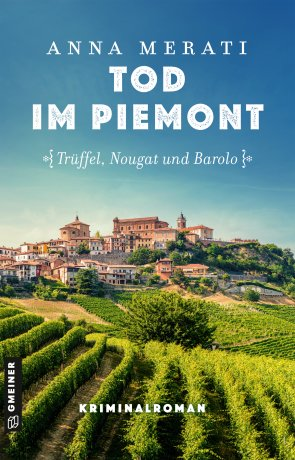 ANNA MERATI
TOD
IM PIEMONT
Trüffel, Nougat und Barolo
KRIMINALROMAN
GMEINER